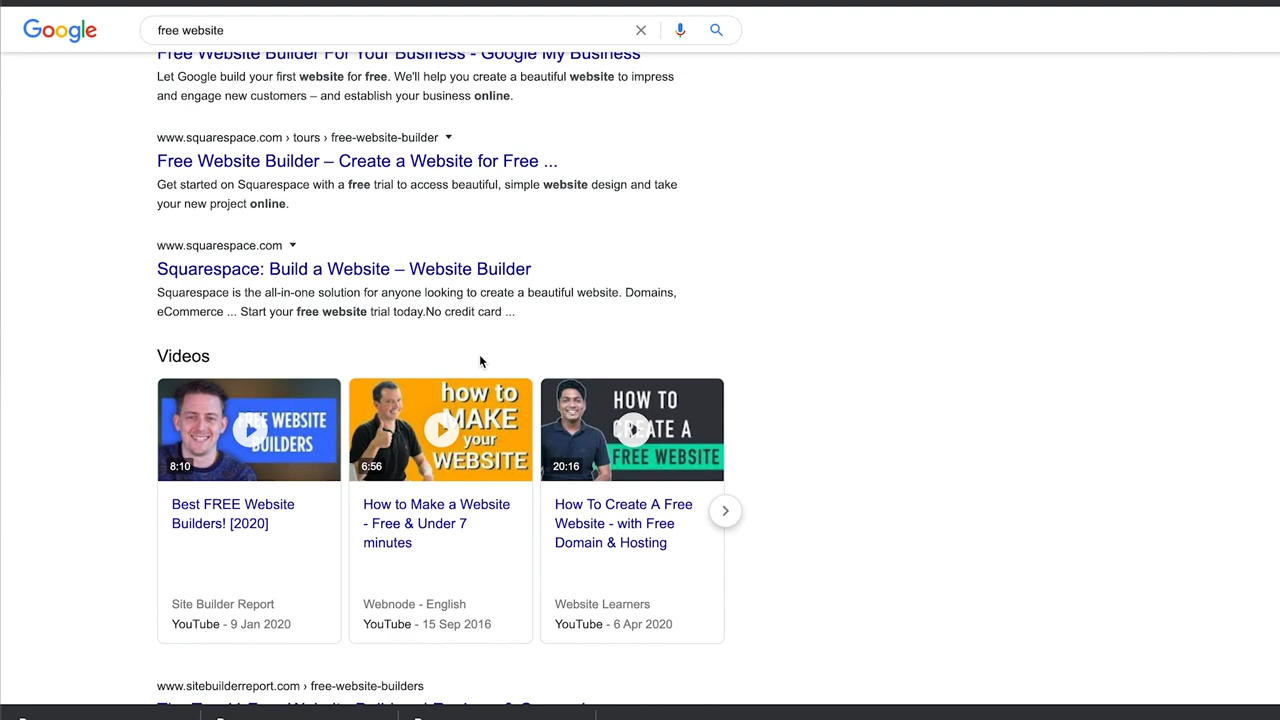 Google
free website
Free Website Builder For Your Business - Google My Business
Let Google build your first website for free. We'll help you create a beautiful website to impress
and engage new customers – and establish your business online.
www.squarespace.com › tours › free-website-builder
Free Website Builder – Create a Website for Free ...
Get started on Squarespace with a free trial to access beautiful, simple website design and take
your new project online.
www.squarespace.com
Squarespace: Build a Website – Website Builder
Squarespace is the all-in-one solution for anyone looking to create a beautiful website. Domains,
eCommerce ... Start your free website trial today.No credit card ...
Videos
FREE WEBSITE
BUILDERS
8:10
how to
MAKE
your
WEBSITE
6:56
HOW TO
CREATE A
FREE WEBSITE
20:16
Best FREE Website
Builders! [2020]
Site Builder Report
YouTube - 9 Jan 2020
How to Make a Website
- Free & Under 7
minutes
Webnode - English
YouTube - 15 Sep 2016
How To Create A Free
Website - with Free
Domain & Hosting
Website Learners
YouTube - 6 Apr 2020
www.sitebuilderreport.com › free-website-builders